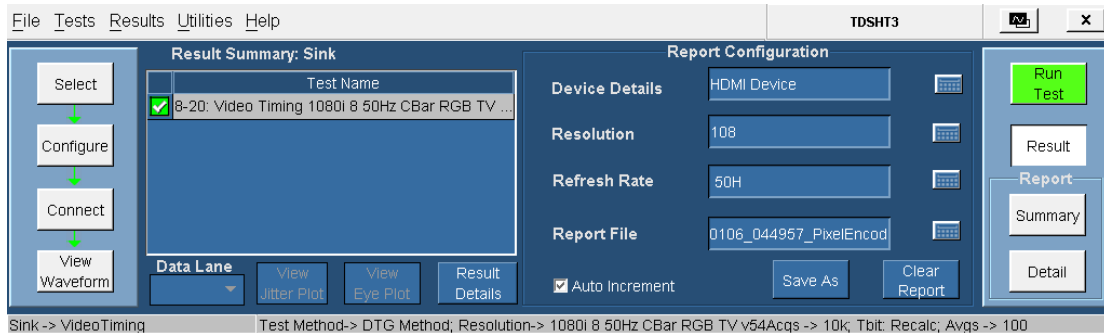 File Tests Results Utilities Help
TDSHT3
x
Select
Configure
Connect
View
Waveform
Result Summary: Sink
Test Name
8-20: Video Timing 1080i 8 50Hz CBar RGB TV ...
Data Lane
View
Jitter Plot
View
Eye Plot
Result
Details
Report Configuration
Device Details
HDMI Device
Resolution
108
Refresh Rate
50H
Report File
0106_044957_PixelEncod
Auto Increment
Save As
Clear
Report
Run
Test
Result
Report
Summary
Detail
Sink -> VideoTiming
Test Method-> DTG Method; Resolution-> 1080i 8 50Hz CBar RGB TV v54Acqs -> 10k; Tbit: Recalc; Avgs -> 100